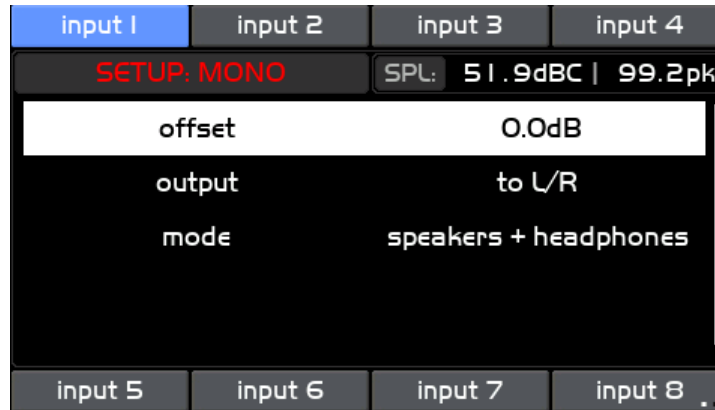 input 1 input 2 input 3 input 4
SETUP: MONO SPL: 51.9dBC | 99.2pk
offset 0.0dB
output to L/R
mode speakers + headphones
input 5 input 6 input 7 input 8